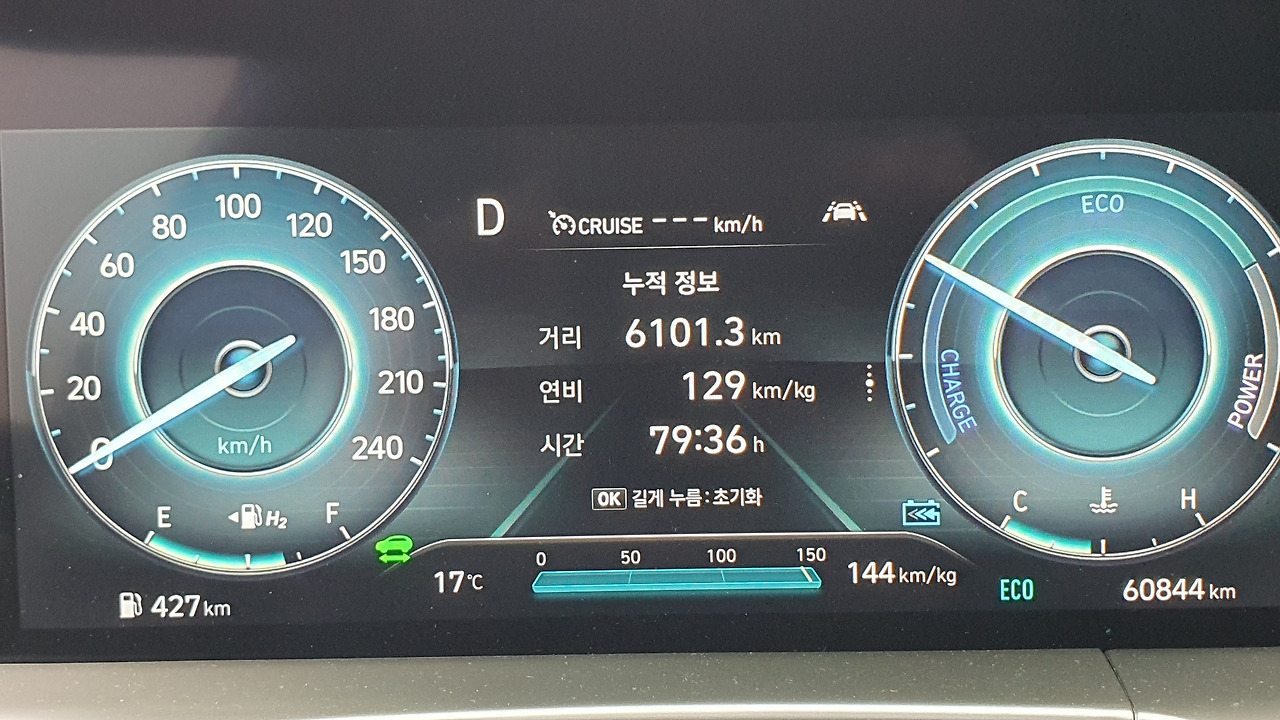 D
CRUISE --- km/h
누적 정보
거리 6101.3 km
연비 129 km/kg
시간 79:36 h
OK 길게 누름 : 초기화
0 20 40 60 80 100 120 150 180 210 240
km/h
E H2 F
427 km
17℃
0 50 100 150
144 km/kg
ECO
CHARGE
POWER
C H
ECO
60844 km